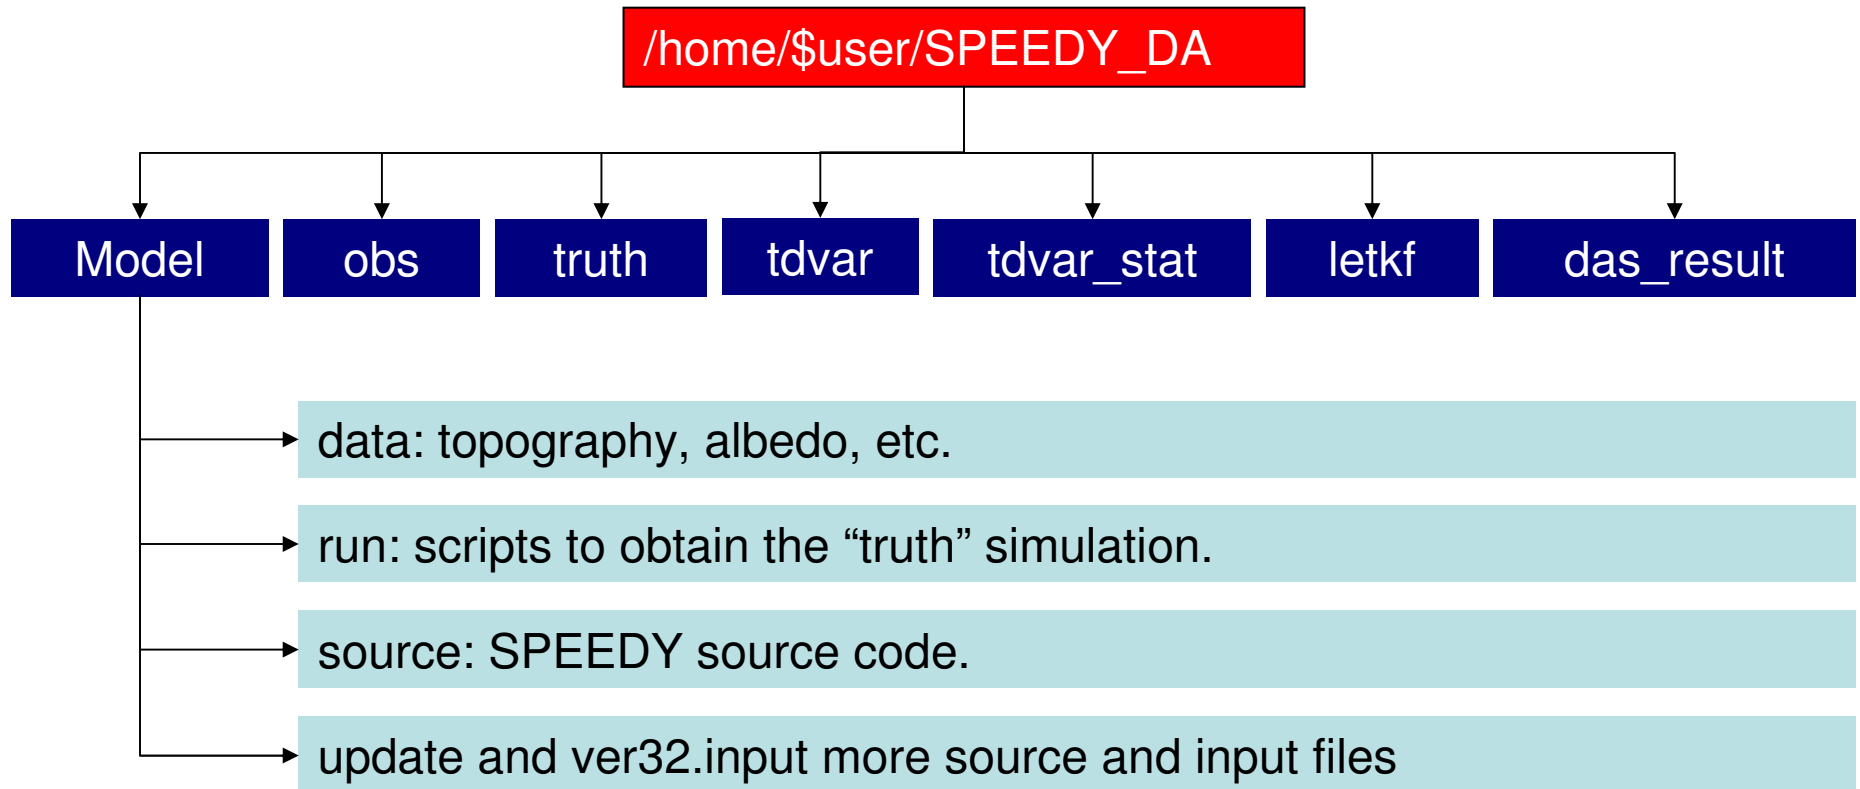 /home/$user/SPEEDY_DA
Model
obs
truth
tdvar
tdvar_stat
letkf
das_result
data: topography, albedo, etc.
run: scripts to obtain the “truth” simulation.
source: SPEEDY source code.
update and ver32.input more source and input files